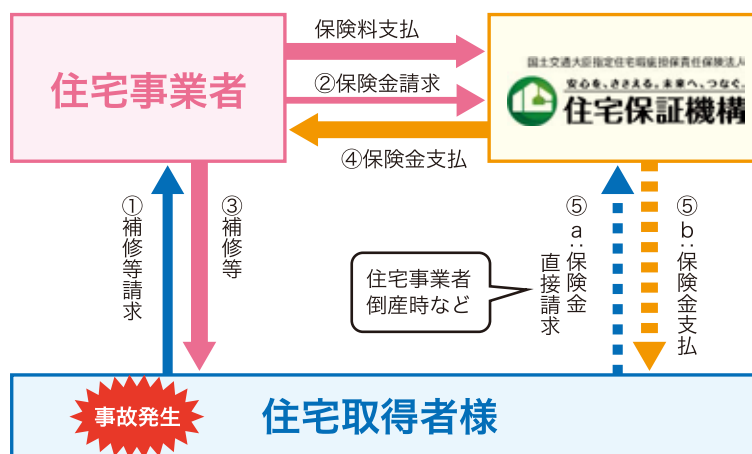 住宅事業者
保険料支払
②保険金請求
④保険金支払
国土交通大臣指定住宅瑕疵担保責任保険法人
安心を、ささえる。未来へ、つなぐ。
住宅保証機構
①補修等請求
③補修等
住宅事業者
倒産時など
⑤a:保険金
直接請求
⑤b:保険金支払
事故発生
住宅取得者様